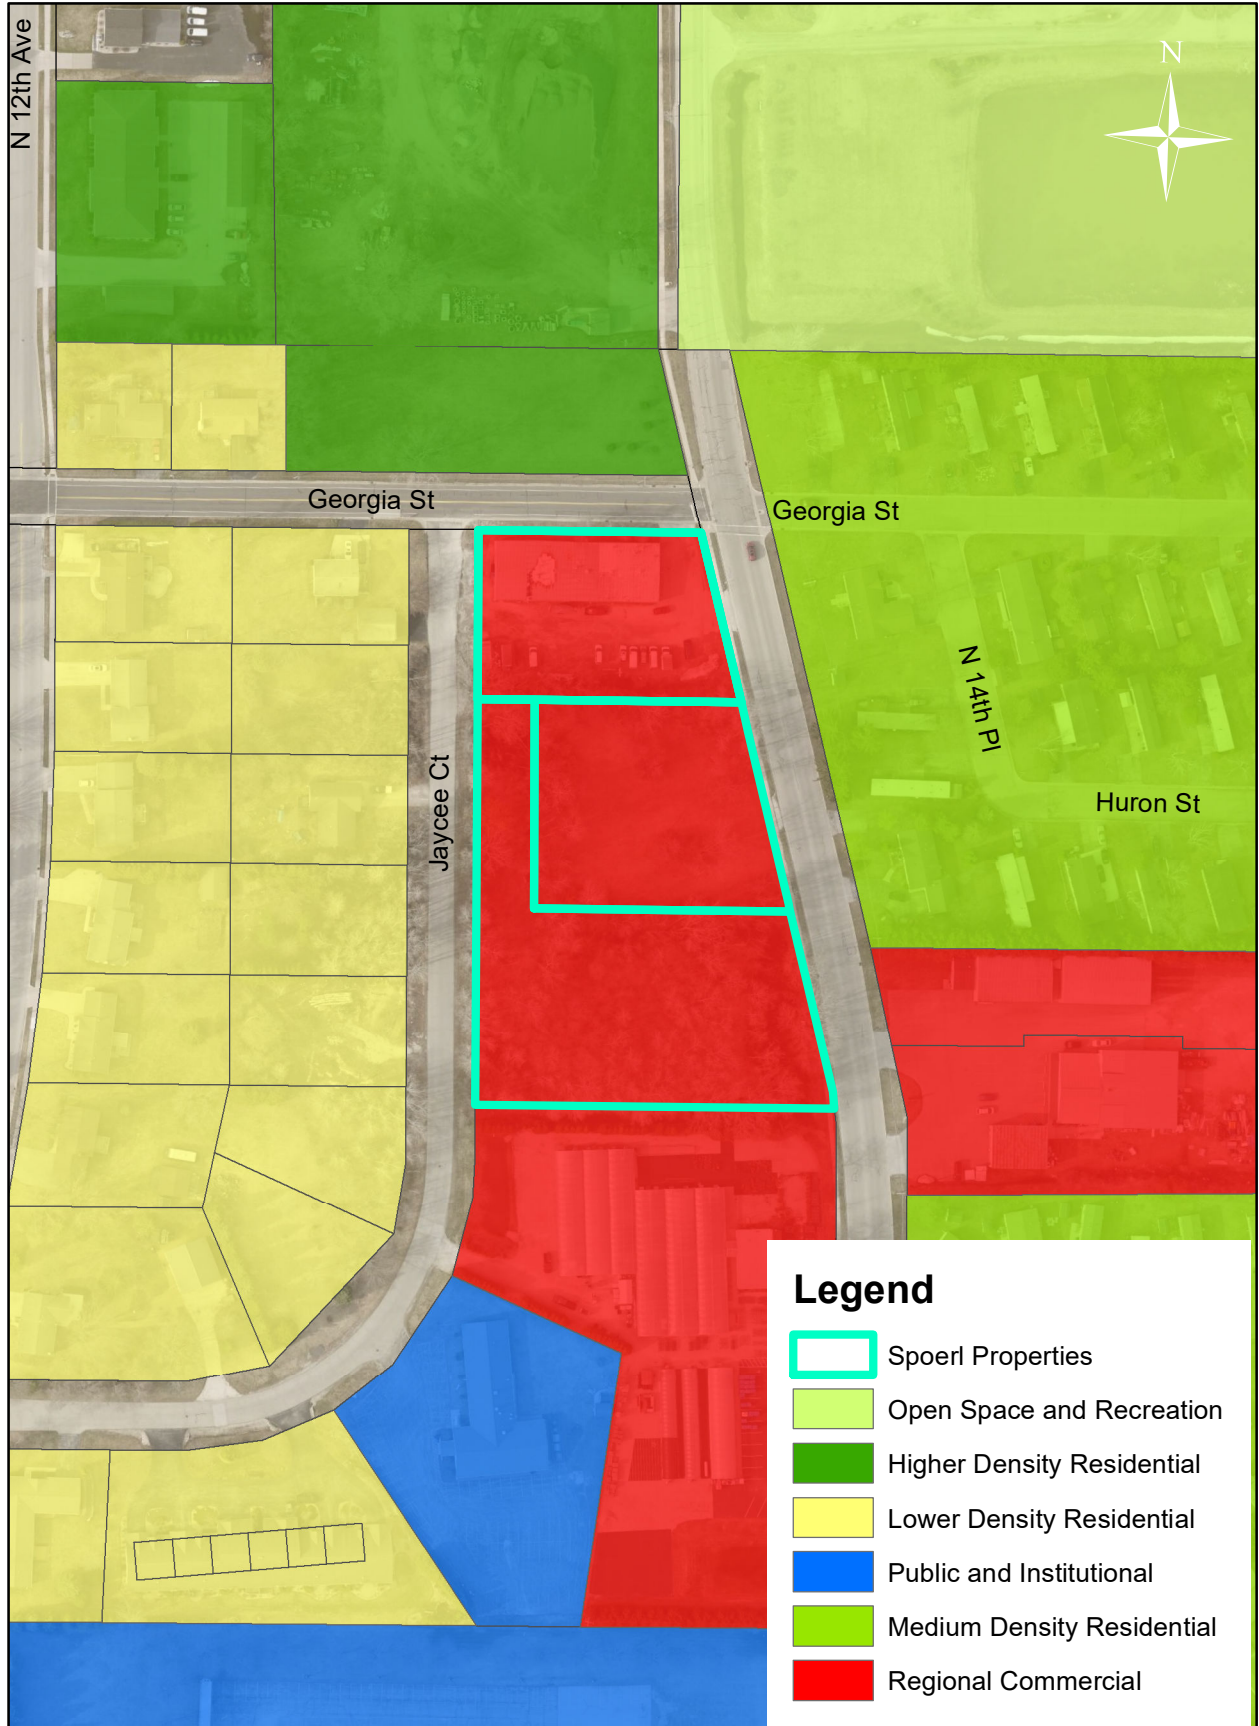 N 12th Ave
N
Georgia St
Georgia St
N 14th Pl
Jaycee Ct
Huron St
Legend
Spoerl Properties
Open Space and Recreation
Higher Density Residential
Lower Density Residential
Public and Institutional
Medium Density Residential
Regional Commercial